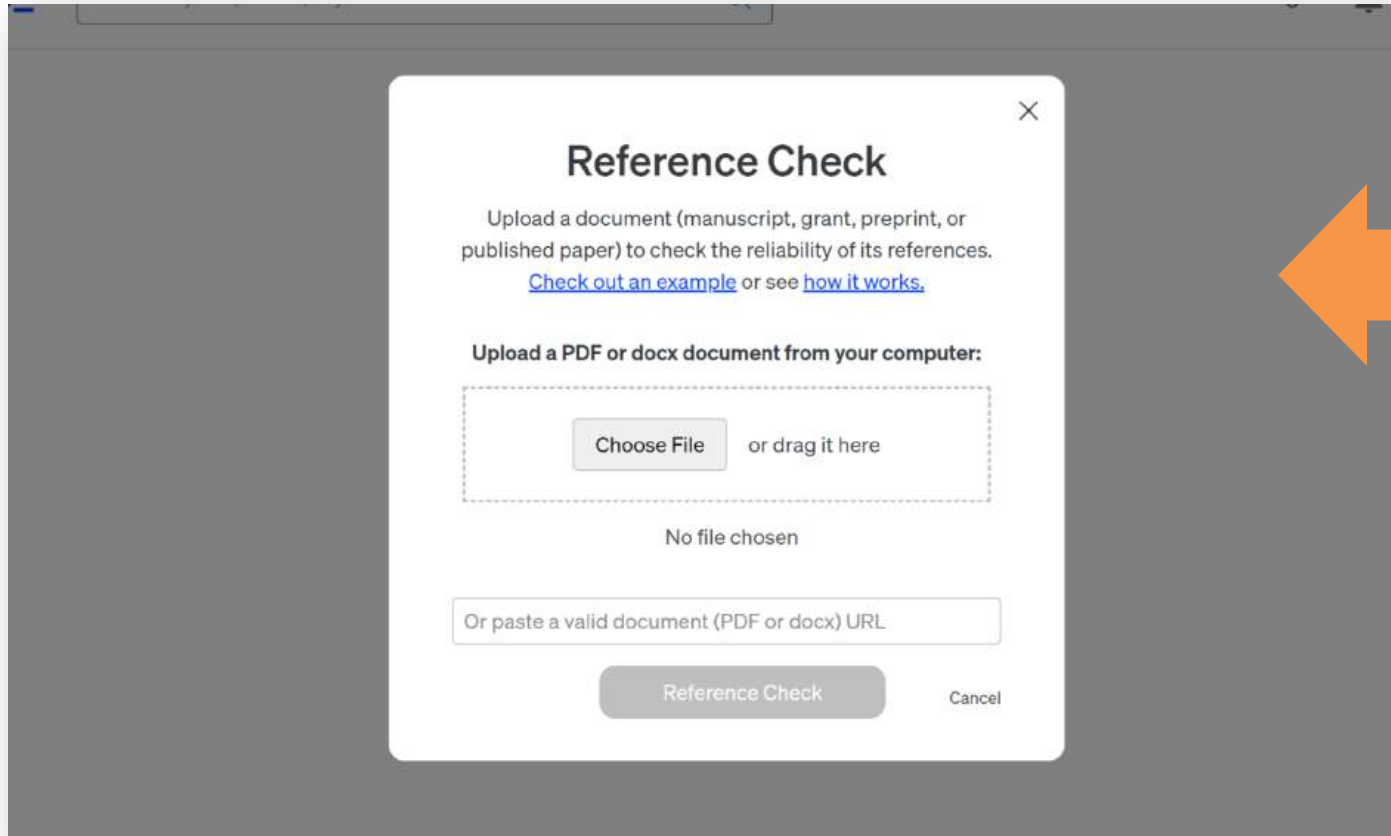 Reference Check
Upload a document (manuscript, grant, preprint, or
published paper) to check the reliability of its references.
Check out an example or see how it works.
Upload a PDF or docx document from your computer:
Choose File or drag it here
No file chosen
Or paste a valid document (PDF or docx) URL
Reference Check
Cancel